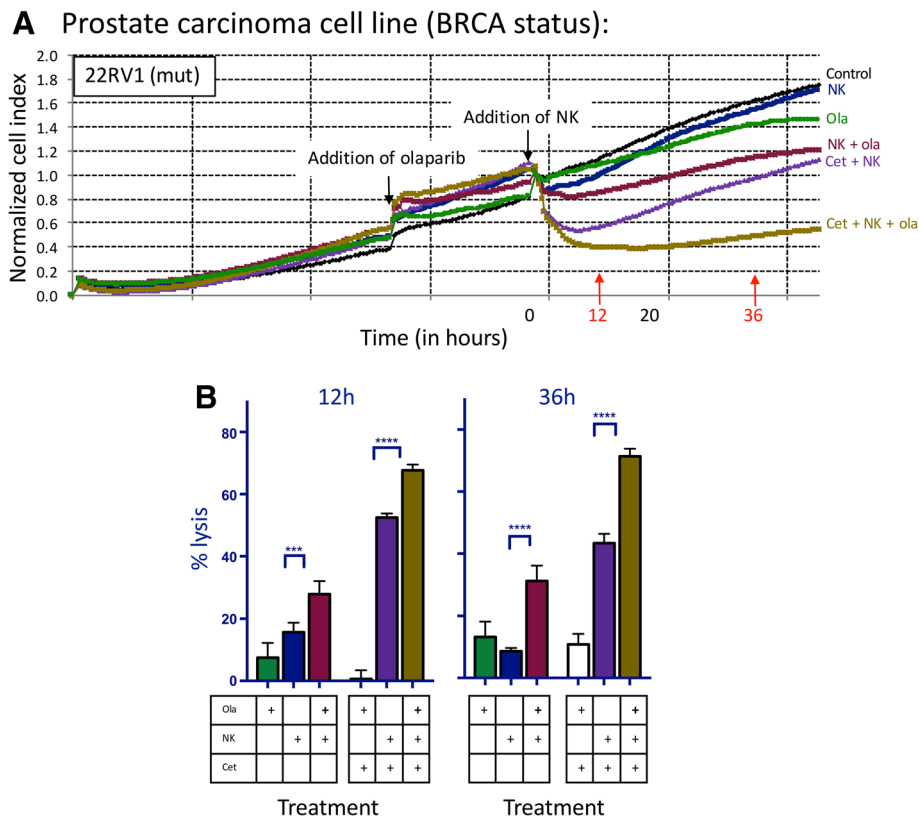 A Prostate carcinoma cell line (BRCA status):
22RV1 (mut)
Normalized cell index
2.0
1.8
1.6
1.4
1.2
1.0
0.8
0.6
0.4
0.2
0.0
Addition of olaparib
Addition of NK
Control
NK
Ola
NK + ola
Cet + NK
Cet + NK + ola
0 12 20 36
Time (in hours)
B 12h 36h
% lysis
80
60
40
20
0
*** **** **** ****
Ola + + + + + + + +
NK + + + + + + + +
Cet + + + + + +
Treatment Treatment